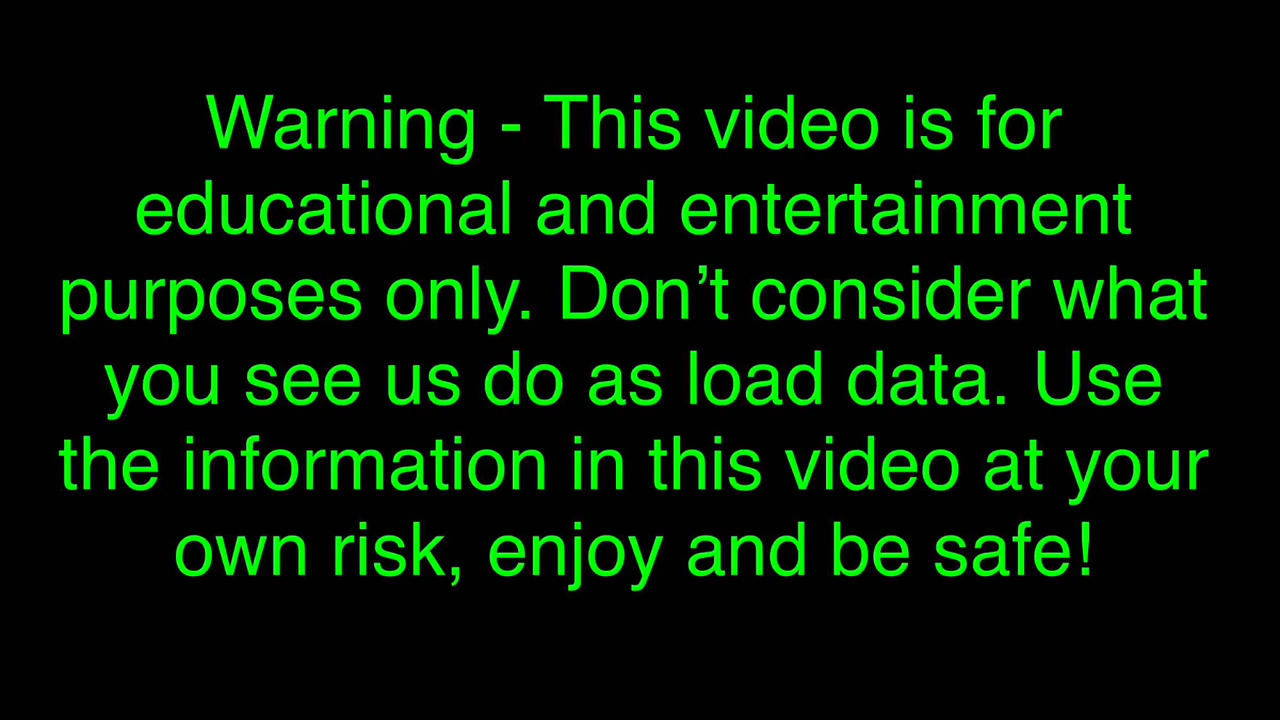 Warning - This video is for
educational and entertainment
purposes only. Don’t consider what
you see us do as load data. Use
the information in this video at your
own risk, enjoy and be safe!